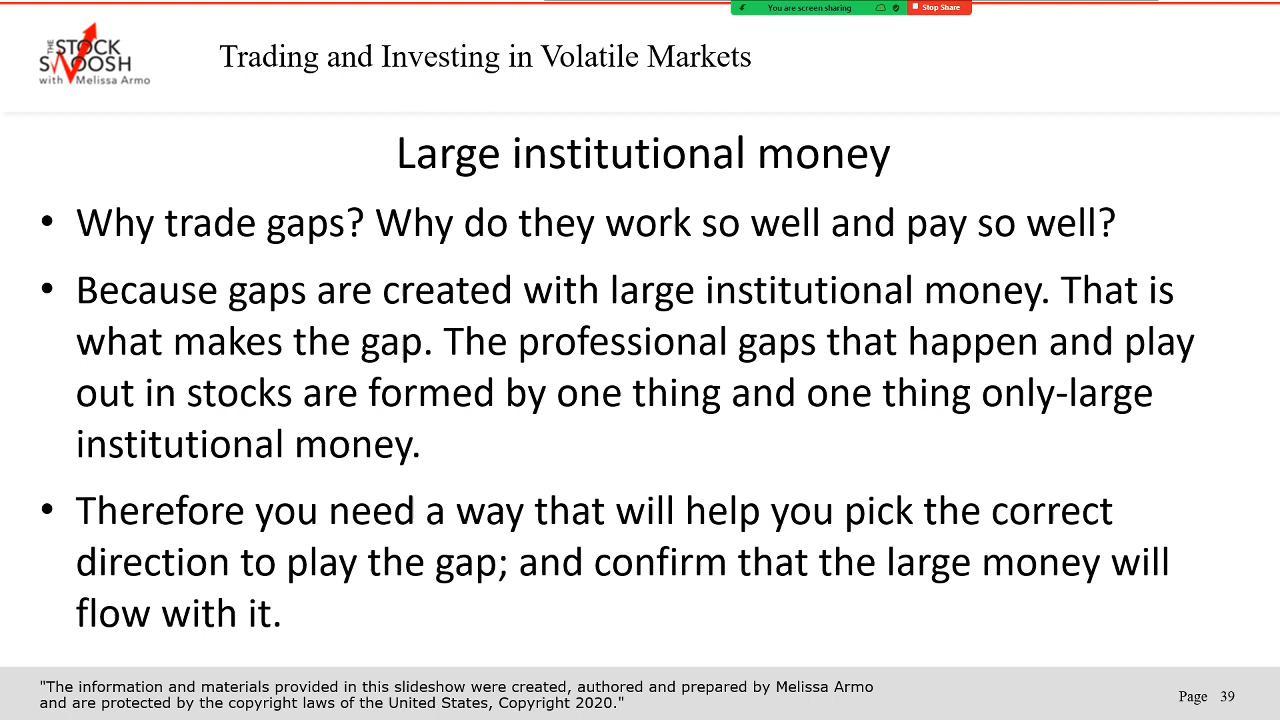 You are screen sharing
Stop Share
THE
STOCK
SWOOSH
with Melissa Armo
Trading and Investing in Volatile Markets
Large institutional money
• Why trade gaps? Why do they work so well and pay so well?
• Because gaps are created with large institutional money. That is
what makes the gap. The professional gaps that happen and play
out in stocks are formed by one thing and one thing only-large
institutional money.
• Therefore you need a way that will help you pick the correct
direction to play the gap; and confirm that the large money will
flow with it.
"The information and materials provided in this slideshow were created, authored and prepared by Melissa Armo
and are protected by the copyright laws of the United States, Copyright 2020."
Page 39